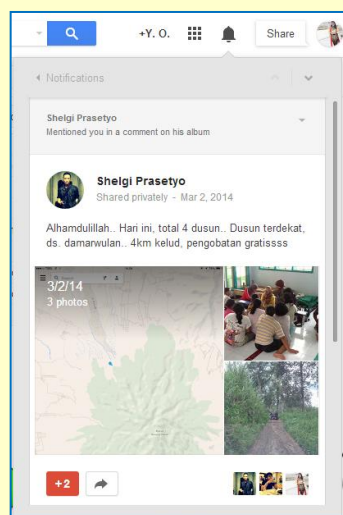 +Y. O.
Share
Notifications
Shelgi Prasetyo
Mentioned you in a comment on his album
Shelgi Prasetyo
Shared privately - Mar 2, 2014
Alhamdulillah.. Hari ini, total 4 dusun.. Dusun terdekat,
ds. damarwulan.. 4km kelud, pengobatan gratissss
3/2/14
3 photos
+2